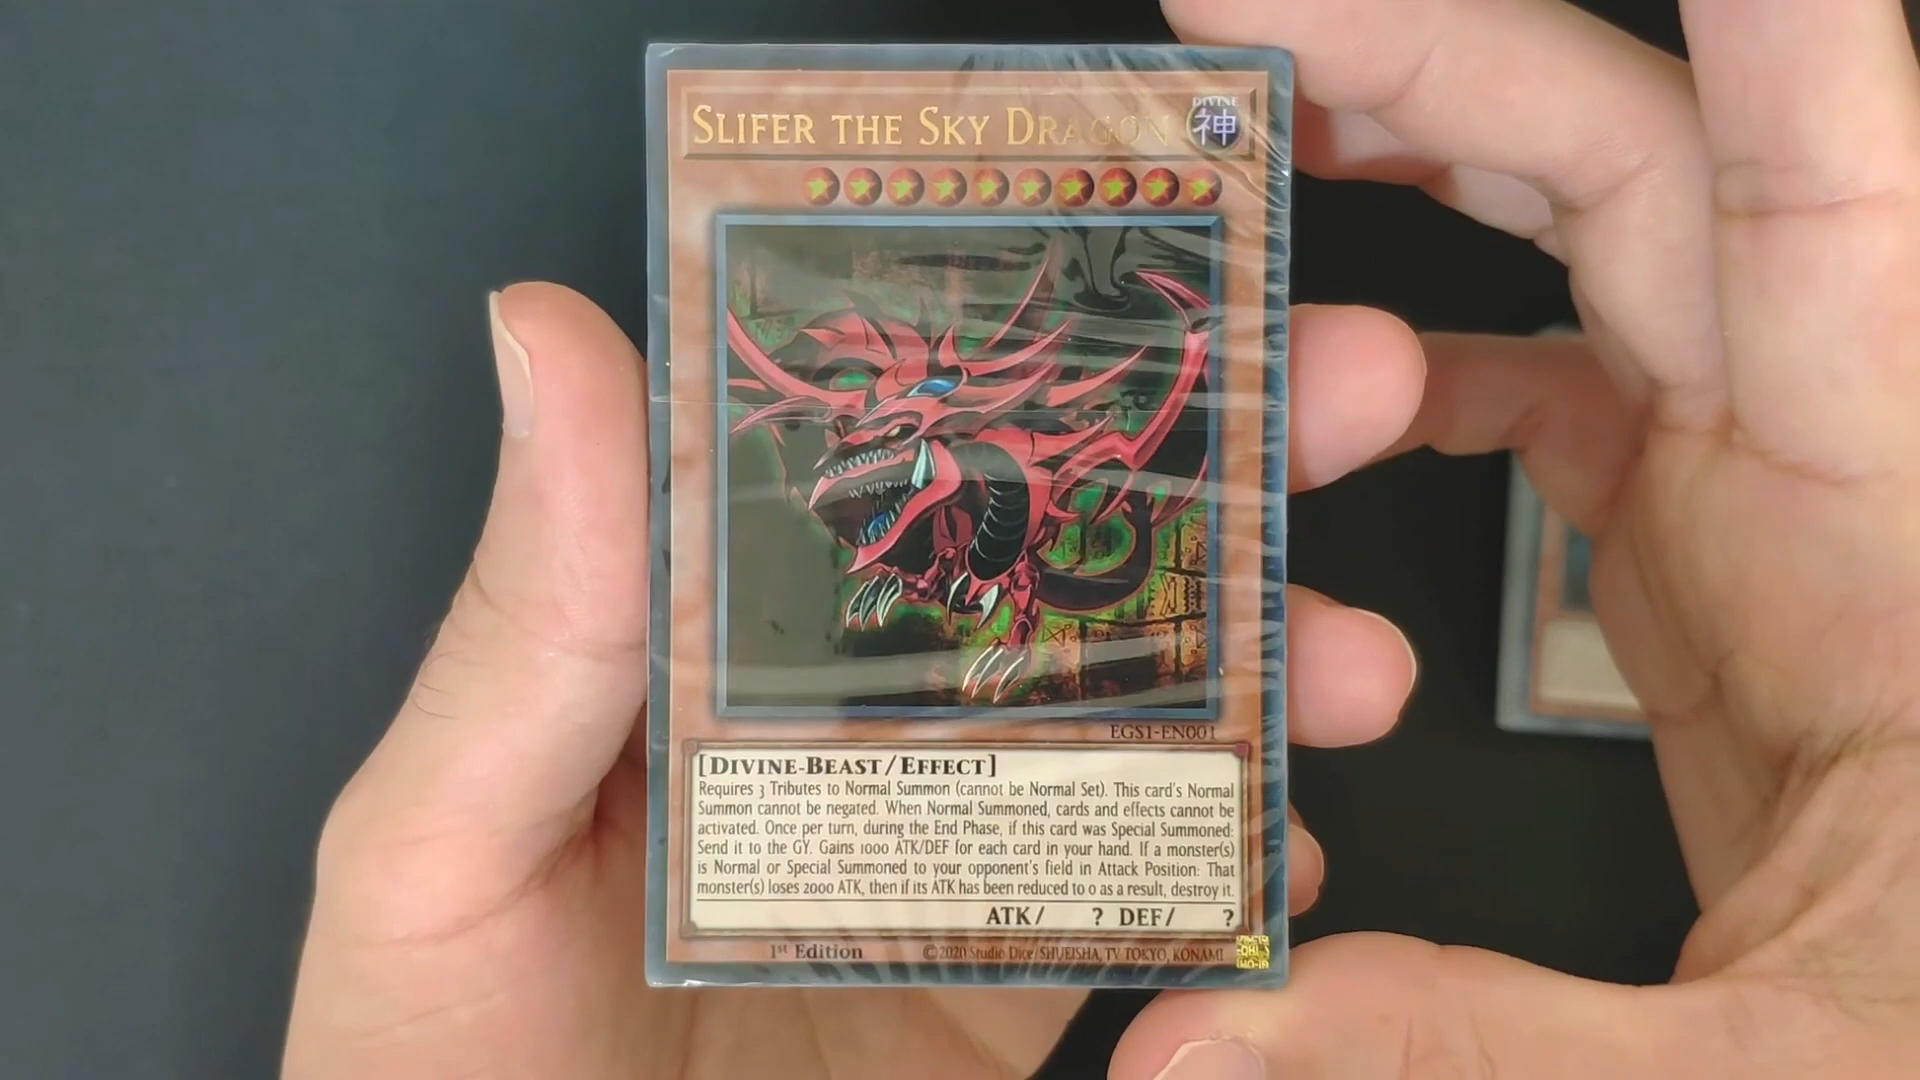 SLIFER THE SKY DRAGON
DIVINE
神
EGS1-EN001
[DIVINE-BEAST/EFFECT]
Requires 3 Tributes to Normal Summon (cannot be Normal Set). This card's Normal
Summon cannot be negated. When Normal Summoned, cards and effects cannot be
activated. Once per turn, during the End Phase, if this card was Special Summoned:
Send it to the GY. Gains 1000 ATK/DEF for each card in your hand. If a monster(s)
is Normal or Special Summoned to your opponent's field in Attack Position: That
monster(s) loses 2000 ATK, then if its ATK has been reduced to 0 as a result, destroy it.
ATK/ ? DEF/ ?
1st Edition ©2020 Studio Dice/SHUEISHA, TV TOKYO, KONAMI